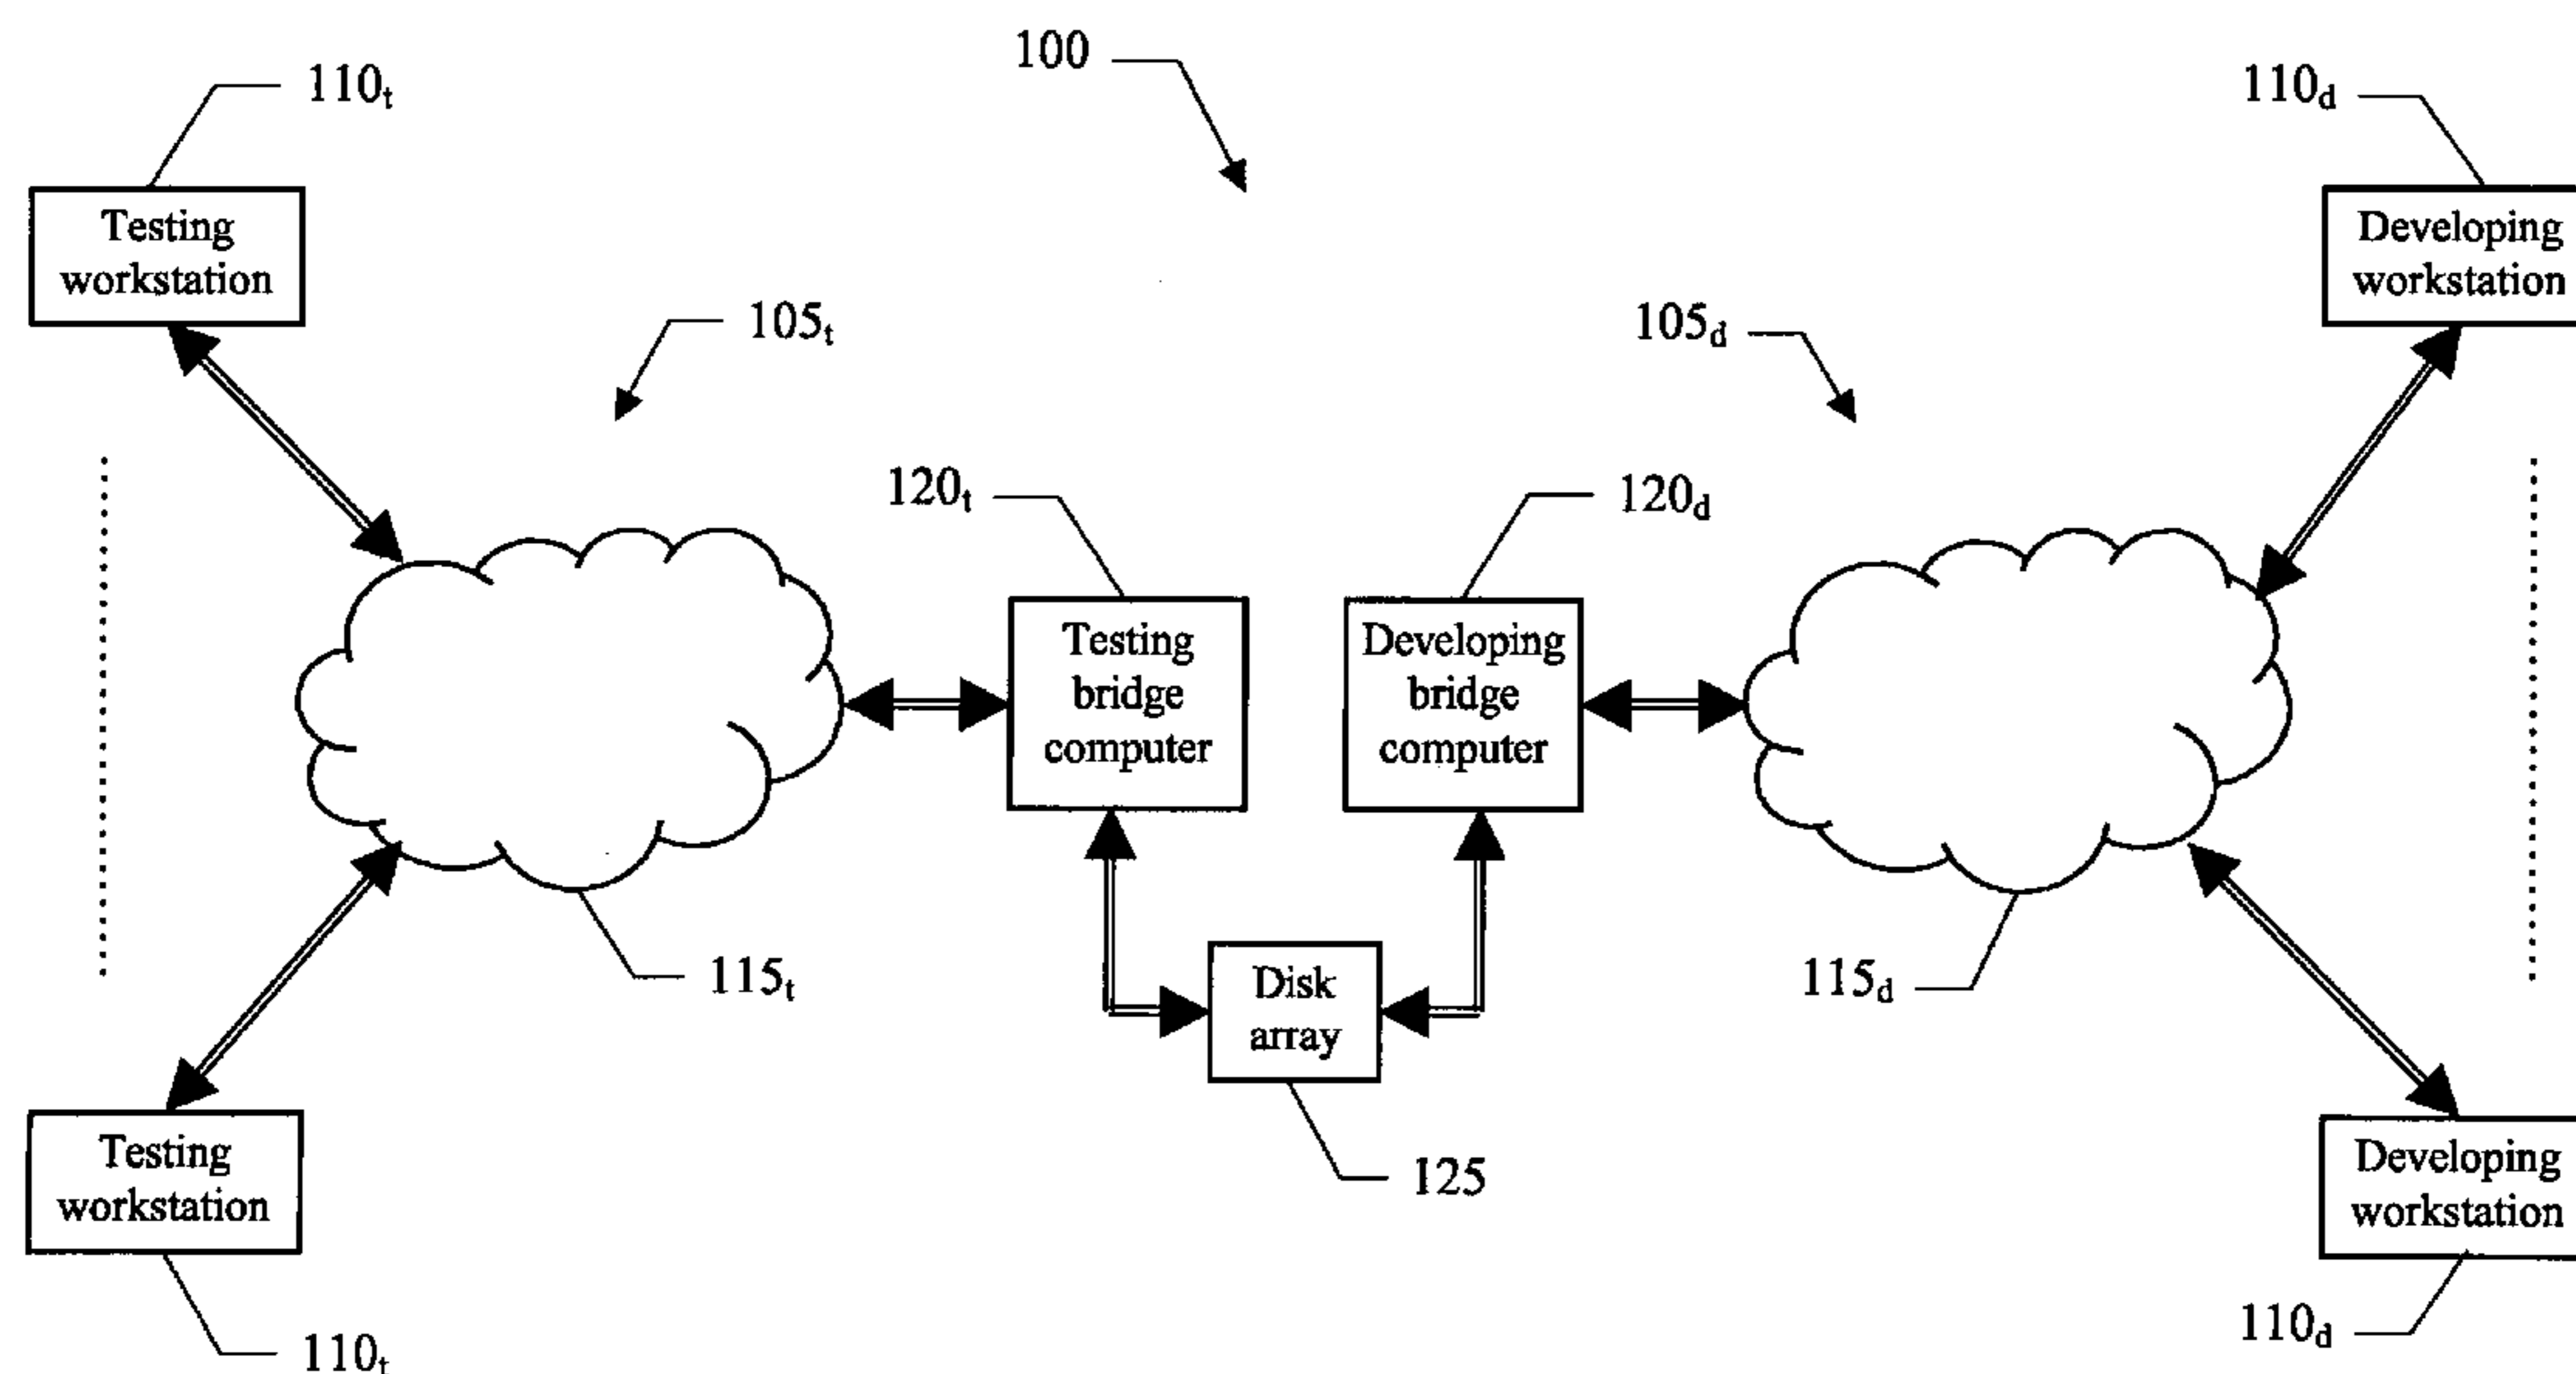 100
110t
110d
Testing
workstation
Developing
workstation
105t
105d
120t
120d
Testing
bridge
computer
Developing
bridge
computer
115t
115d
Disk
array
125
Testing
workstation
Developing
workstation
110t
110d